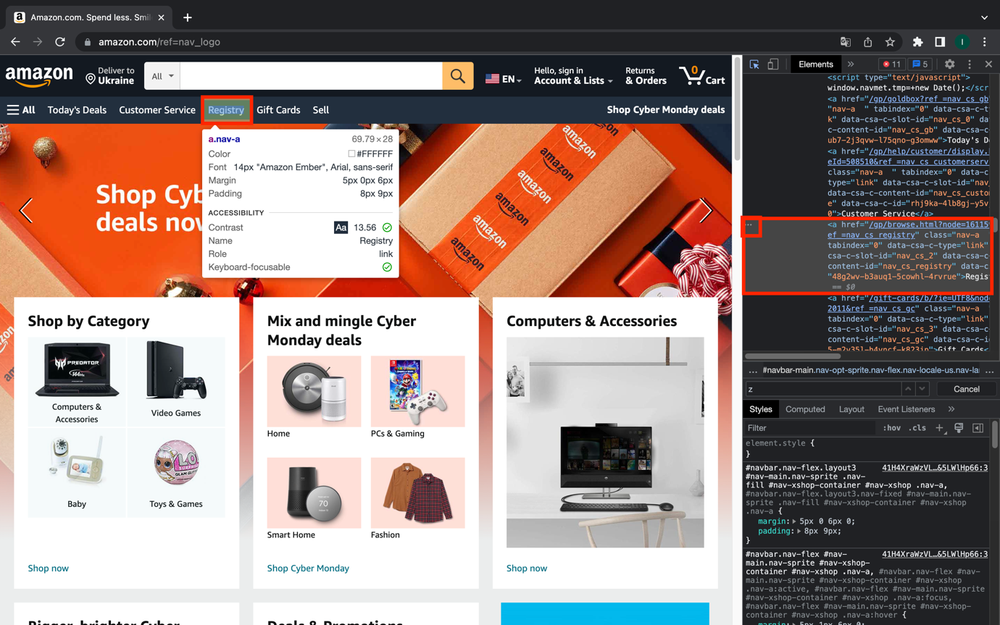 Amazon.com. Spend less. Smil
amazon.com/ref=nav_logo
I
amazon
Deliver to
Ukraine
All
EN
Hello, sign in
Account & Lists
Returns
& Orders
0
Cart
All
Today's Deals
Customer Service
Registry
Gift Cards
Sell
Shop Cyber Monday deals
Shop Cyb
deals now
a.nav-a
69.79 × 28
Color
#FFFFFF
Font
14px "Amazon Ember", Arial, sans-serif
Margin
5px 0px 6px
Padding
8px 9px
ACCESSIBILITY
Contrast
Aa
13.56
Name
Registry
Role
link
Keyboard-focusable
amazon
amazon
amazon
amazon
amazon
amazon
Shop by Category
PREDATOR
144Hz
Computers &
Accessories
Video Games
Baby
L.O.L
SURPRISE
Toys & Games
Shop now
Mix and mingle Cyber
Monday deals
Home
PCs & Gaming
70
Smart Home
Fashion
Shop Cyber Monday
Computers & Accessories
Shop now
Bigger, brighter Cyber
Deals & Promotions
Elements
11
5
<script type="text/javascript">
window.navmet.tmp=+new Date();</scr
<a href="/gp/goldbox?ref_=nav_cs_gb"
"nav-a  " tabindex="0" data-csa-c-t
k" data-csa-c-slot-id="nav_cs_0" da
c-content-id="nav_cs_gb" data-csa-c
ub7-2j3qvw-l75qno-g3omww">Today's D
<a href="/gp/help/customer/display.
eId=508510&ref_=nav_cs_customerserv
class="nav-a  " tabindex="0" data-c
type="link" data-csa-c-slot-id="nav_
data-csa-c-content-id="nav_cs_custom
e" data-csa-c-id="rhj9ka-4lb8gj-y5v
0">Customer Service</a>
…
<a href="/gp/browse.html?node=16115
ef_=nav_cs_registry" class="nav-a
tabindex="0" data-csa-c-type="link"
csa-c-slot-id="nav_cs_2" data-csa-c-
content-id="nav_cs_registry" data-c
"48g2wv-b3auq1-5cowhl-4rvrue">Regis
== $0
<a href="/gift-cards/b/?ie=UTF8&nod
2011&ref_=nav_cs_gc" class="nav-a
tabindex="0" data-csa-c-type="link"
csa-c-slot-id="nav_cs_3" data-csa-c-
content-id="nav_cs_gc" data-csa-c-i
Gift Cards<
… #navbar-main.nav-opt-sprite.nav-flex.nav-locale-us.nav-la …
z
Cancel
Styles
Computed
Layout
Event Listeners
Filter
:hov
.cls
element.style {
}
#navbar.nav-flex.layout3
41H4XraWzVL…&5LWlHp66:3
#nav-main.nav-sprite .nav-
fill #nav-xshop-container #nav-xshop .nav-a,
#navbar.nav-flex.layout3.nav-fixed #nav-main.nav-
sprite .nav-fill #nav-xshop-container #nav-xshop
.nav-a {
margin: 5px 0 6px 0;
padding: 8px 9px;
}
#navbar.nav-flex #nav-
41H4XraWzVL…&5LWlHp66:3
main.nav-sprite #nav-xshop-
container #nav-xshop .nav-a, #navbar.nav-flex #nav-
main.nav-sprite #nav-xshop-container #nav-xshop
.nav-a:active, #navbar.nav-flex #nav-main.nav-sprite
#nav-xshop-container #nav-xshop .nav-a:focus,
#navbar.nav-flex #nav-main.nav-sprite #nav-xshop-
container #nav-xshop .nav-a:hover {
margin: 5px 1px 6px 0;